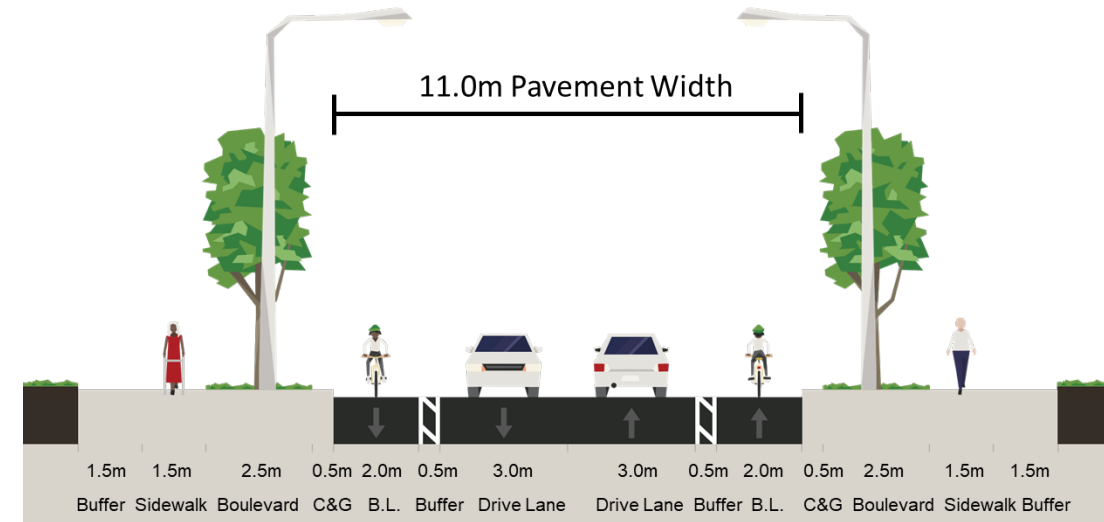 11.0m Pavement Width
1.5m 1.5m 2.5m 0.5m 2.0m 0.5m 3.0m 3.0m 0.5m 2.0m 0.5m 2.5m 1.5m 1.5m
Buffer Sidewalk Boulevard C&G B.L. Buffer Drive Lane Drive Lane Buffer B.L. C&G Boulevard Sidewalk Buffer